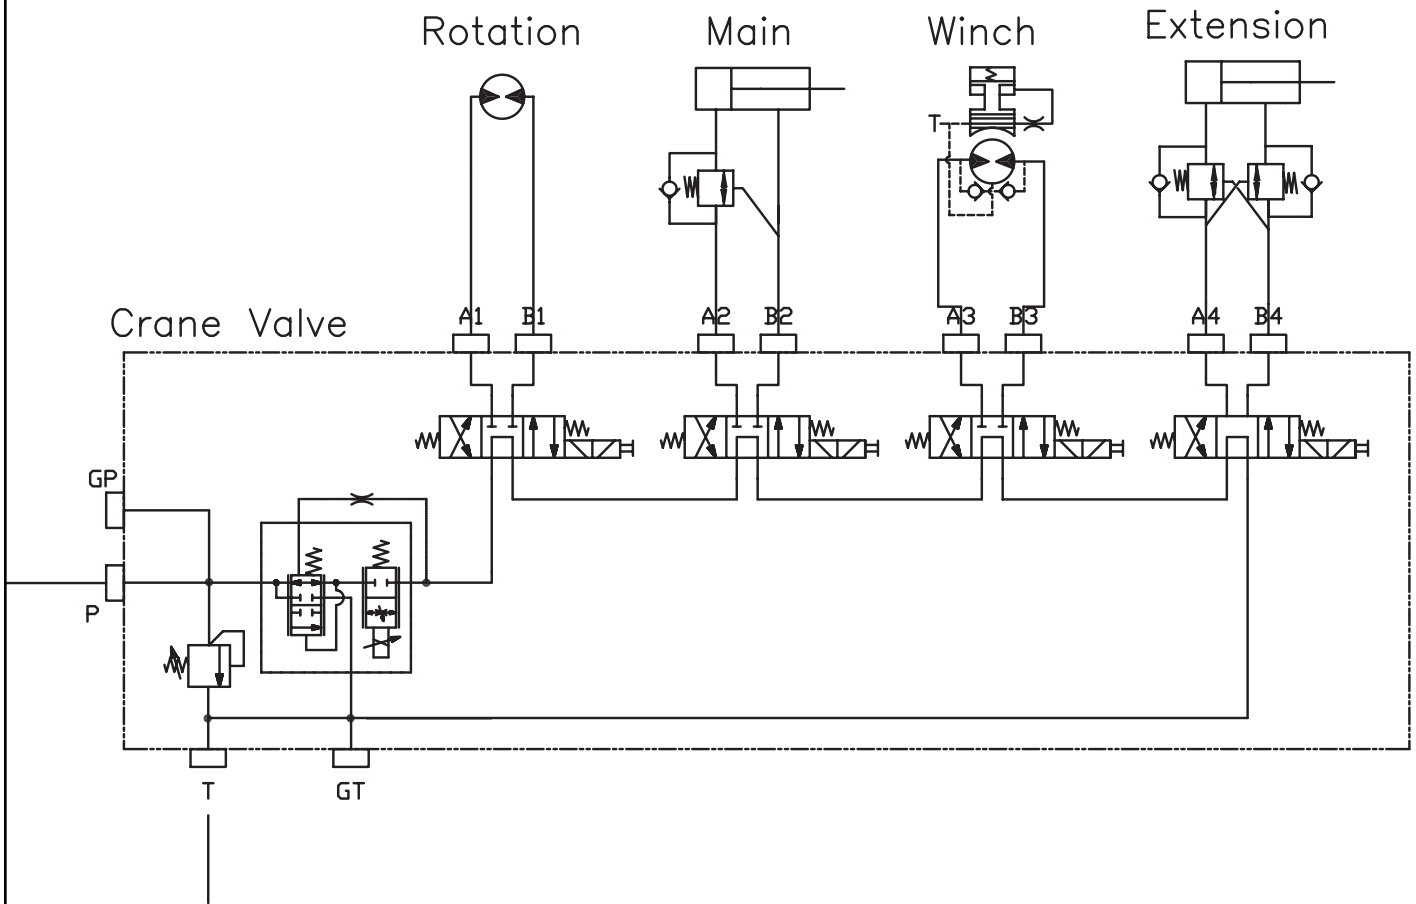 Rotation
Main
Winch
Extension
T
Crane Valve
A1
B1
A2
B2
A3
B3
A4
B4
GP
P
T
GT